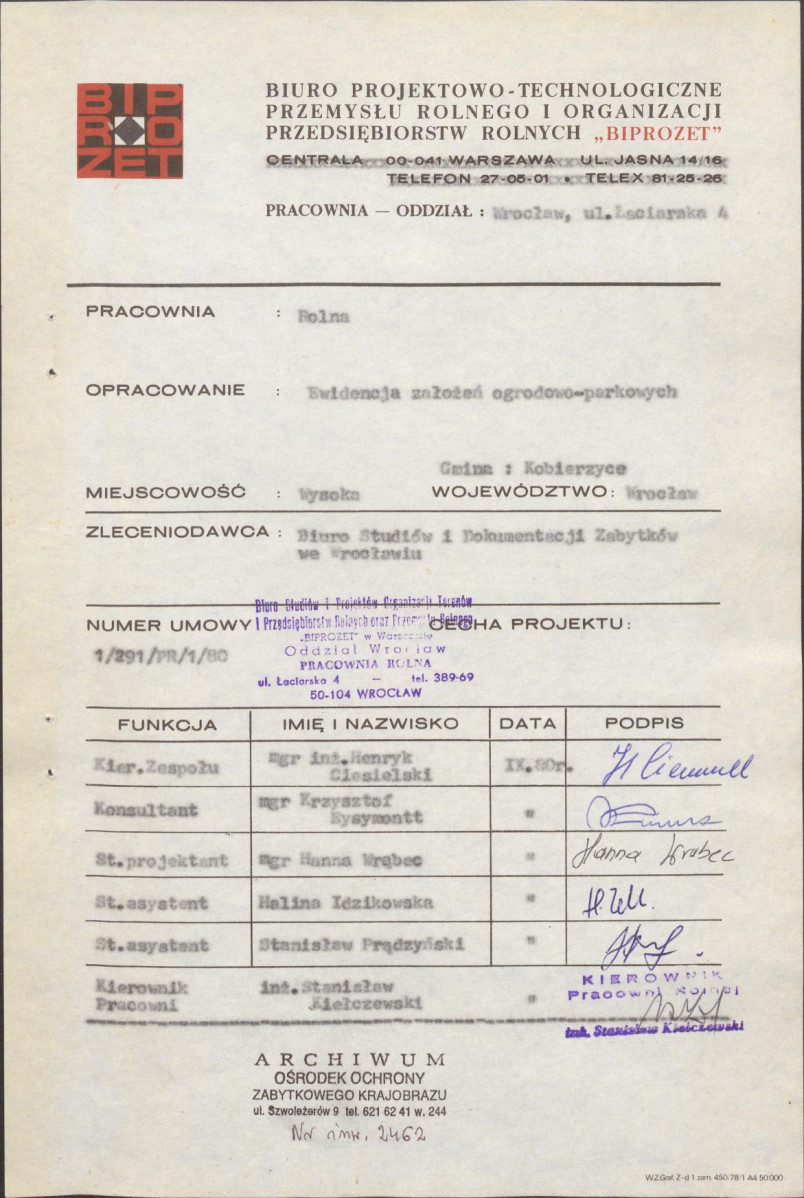 BIP
RO
ZET
BIURO PROJEKTOWO-TECHNOLOGICZNE
PRZEMYSŁU ROLNEGO I ORGANIZACJI
PRZEDSIĘBIORSTW ROLNYCH „BIPROZET”
CENTRALA 00-041 WARSZAWA UL. JASNA 14/16
TELEFON 27-05-01 • TELEX 81-25-26
PRACOWNIA — ODDZIAŁ : Wrocław, ul.Łaciarska 4
PRACOWNIA : Rolna
OPRACOWANIE : Ewidencja założeń ogrodowo-parkowych
Gmina : Kobierzyce
MIEJSCOWOŚĆ : Wysoka WOJEWÓDZTWO: Wrocław
ZLECENIODAWCA : Biuro Studiów i Dokumentacji Zabytków
we Wrocławiu
Biuro Studiów i Projektów Organizacji Terenów
i Przedsiębiorstw Rolnych oraz Przemysłu Rolnego
NUMER UMOWY CECHA PROJEKTU:
„BIPROZET” w Warszawie
Oddział Wrocław
1/291/PR/1/80
PRACOWNIA ROLNA
ul. Łaciarska 4 — tel. 389-69
50-104 WROCŁAW
FUNKCJA IMIĘ I NAZWISKO DATA PODPIS
Kier.Zespołu mgr inż.Henryk Ciesielski IX.80r.
Konsultant mgr Krzysztof Eysymontt "
St.projektant mgr Hanna Wrąbec " Hanna Wrabec
St.asystent Halina Idzikowska "
St.asystent Stanisław Prądzyński "
Kierownik Pracowni inż.Stanisław Kiełczewski "
KIEROWNIK
Pracowni Rolnej
inż. Stanisław Kiełczewski
ARCHIWUM
OŚRODEK OCHRONY
ZABYTKOWEGO KRAJOBRAZU
ul. Szwoleżerów 9 tel. 621 62 41 w. 244
Nr inw. 2462
WZGraf. Z-d 1 zam. 450/78/1 A4 50.000